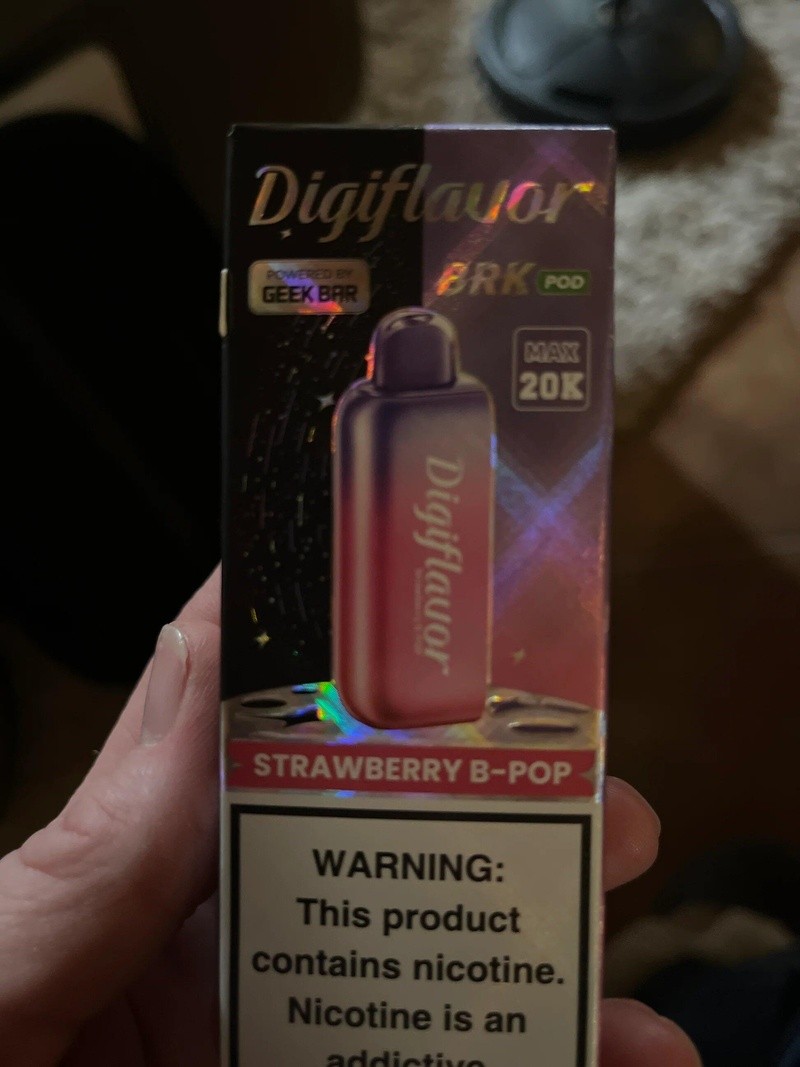 Digiflavor
POWERED BY
GEEK BAR
BRK POD
MAX
20K
Digiflavor
STRAWBERRY B-POP
WARNING:
This product
contains nicotine.
Nicotine is an
addictive